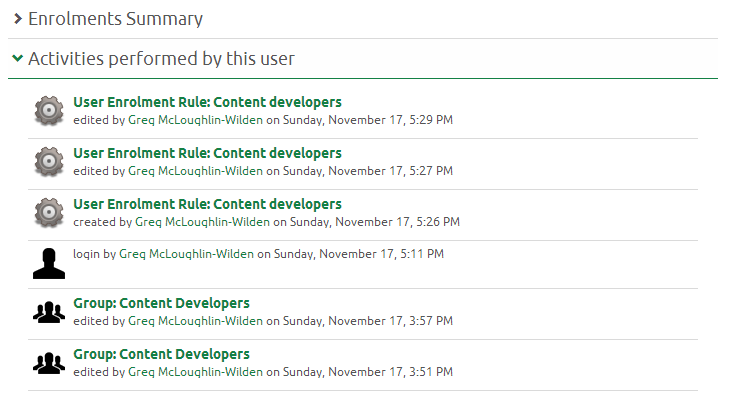 Enrolments Summary
Activities performed by this user
User Enrolment Rule: Content developers
edited by Greg McLoughlin-Wilden on Sunday, November 17, 5:29 PM
User Enrolment Rule: Content developers
edited by Greg McLoughlin-Wilden on Sunday, November 17, 5:27 PM
User Enrolment Rule: Content developers
created by Greg McLoughlin-Wilden on Sunday, November 17, 5:26 PM
login by Greg McLoughlin-Wilden on Sunday, November 17, 5:11 PM
Group: Content Developers
edited by Greg McLoughlin-Wilden on Sunday, November 17, 3:57 PM
Group: Content Developers
edited by Greg McLoughlin-Wilden on Sunday, November 17, 3:51 PM